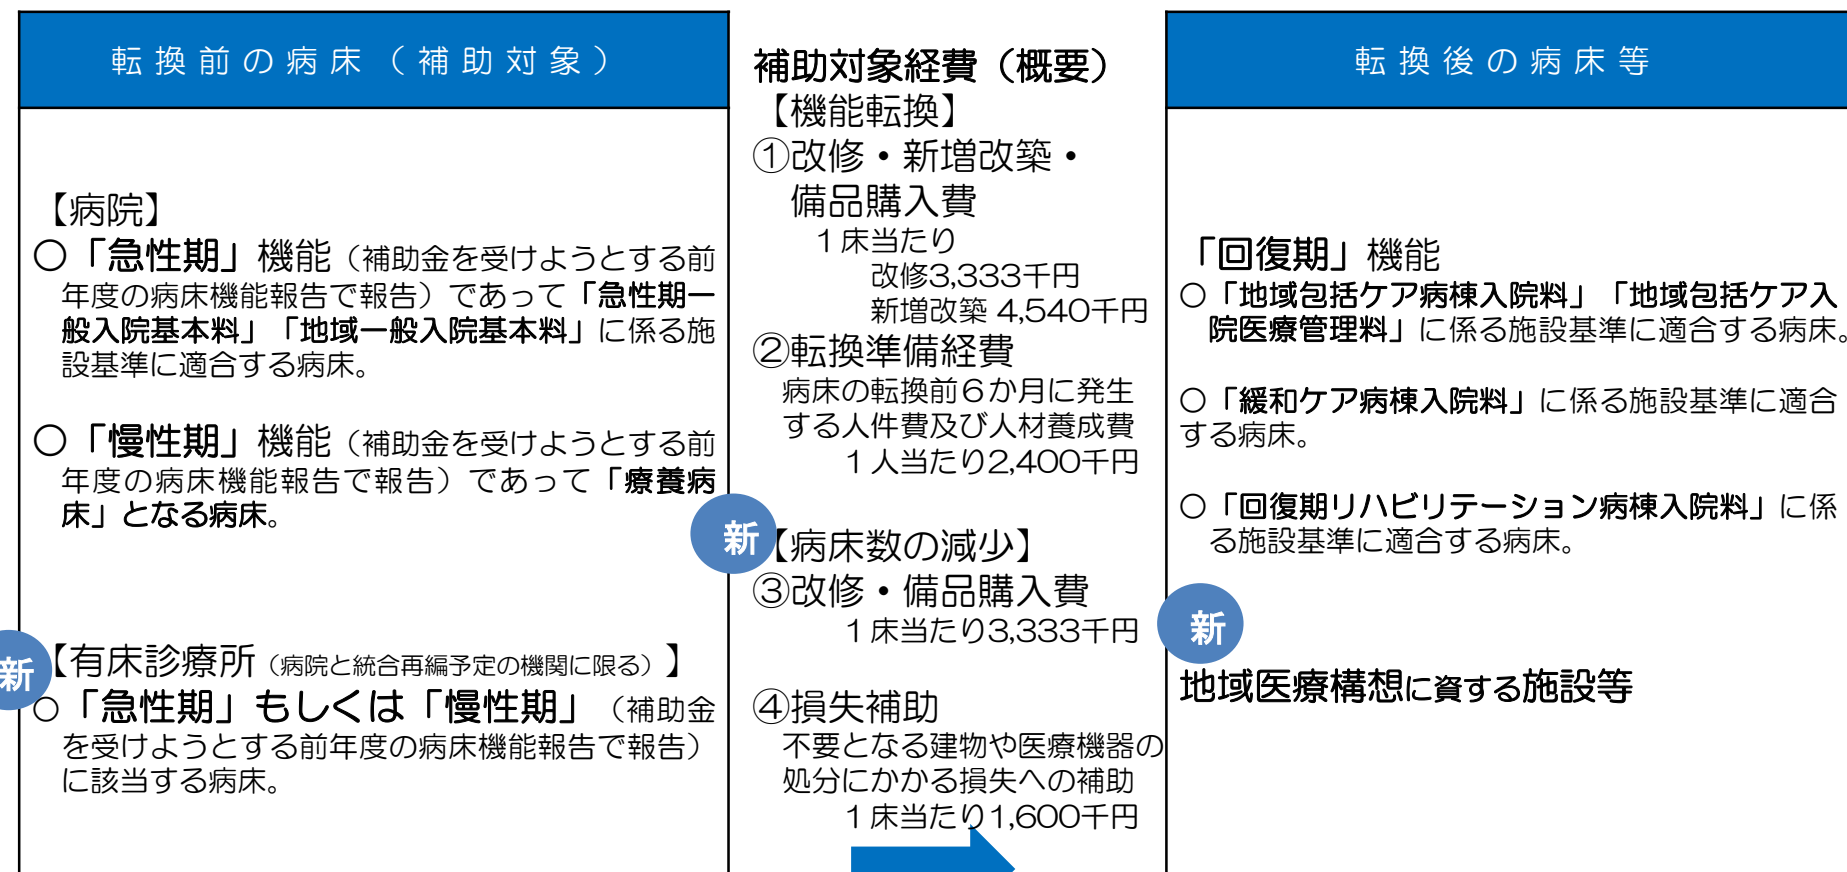 転換前の病床（補助対象）
【病院】
〇「急性期」機能（補助金を受けようとする前
年度の病床機能報告で報告）であって「急性期一
般入院基本料」「地域一般入院基本料」に係る施
設基準に適合する病床。
〇「慢性期」機能（補助金を受けようとする前
年度の病床機能報告で報告）であって「療養病
床」となる病床。
新
【有床診療所（病院と統合再編予定の機関に限る）】
〇「急性期」もしくは「慢性期」（補助金
を受けようとする前年度の病床機能報告で報告）
に該当する病床。
補助対象経費（概要）
【機能転換】
①改修・新増改築・
備品購入費
１床当たり
改修3,333千円
新増改築 4,540千円
②転換準備経費
病床の転換前６か月に発生
する人件費及び人材養成費
１人当たり2,400千円
新
【病床数の減少】
③改修・備品購入費
１床当たり3,333千円
④損失補助
不要となる建物や医療機器の
処分にかかる損失への補助
１床当たり1,600千円
転換後の病床等
「回復期」機能
〇「地域包括ケア病棟入院料」「地域包括ケア入
院医療管理料」に係る施設基準に適合する病床。
〇「緩和ケア病棟入院料」に係る施設基準に適合
する病床。
〇「回復期リハビリテーション病棟入院料」に係
る施設基準に適合する病床。
新
地域医療構想に資する施設等